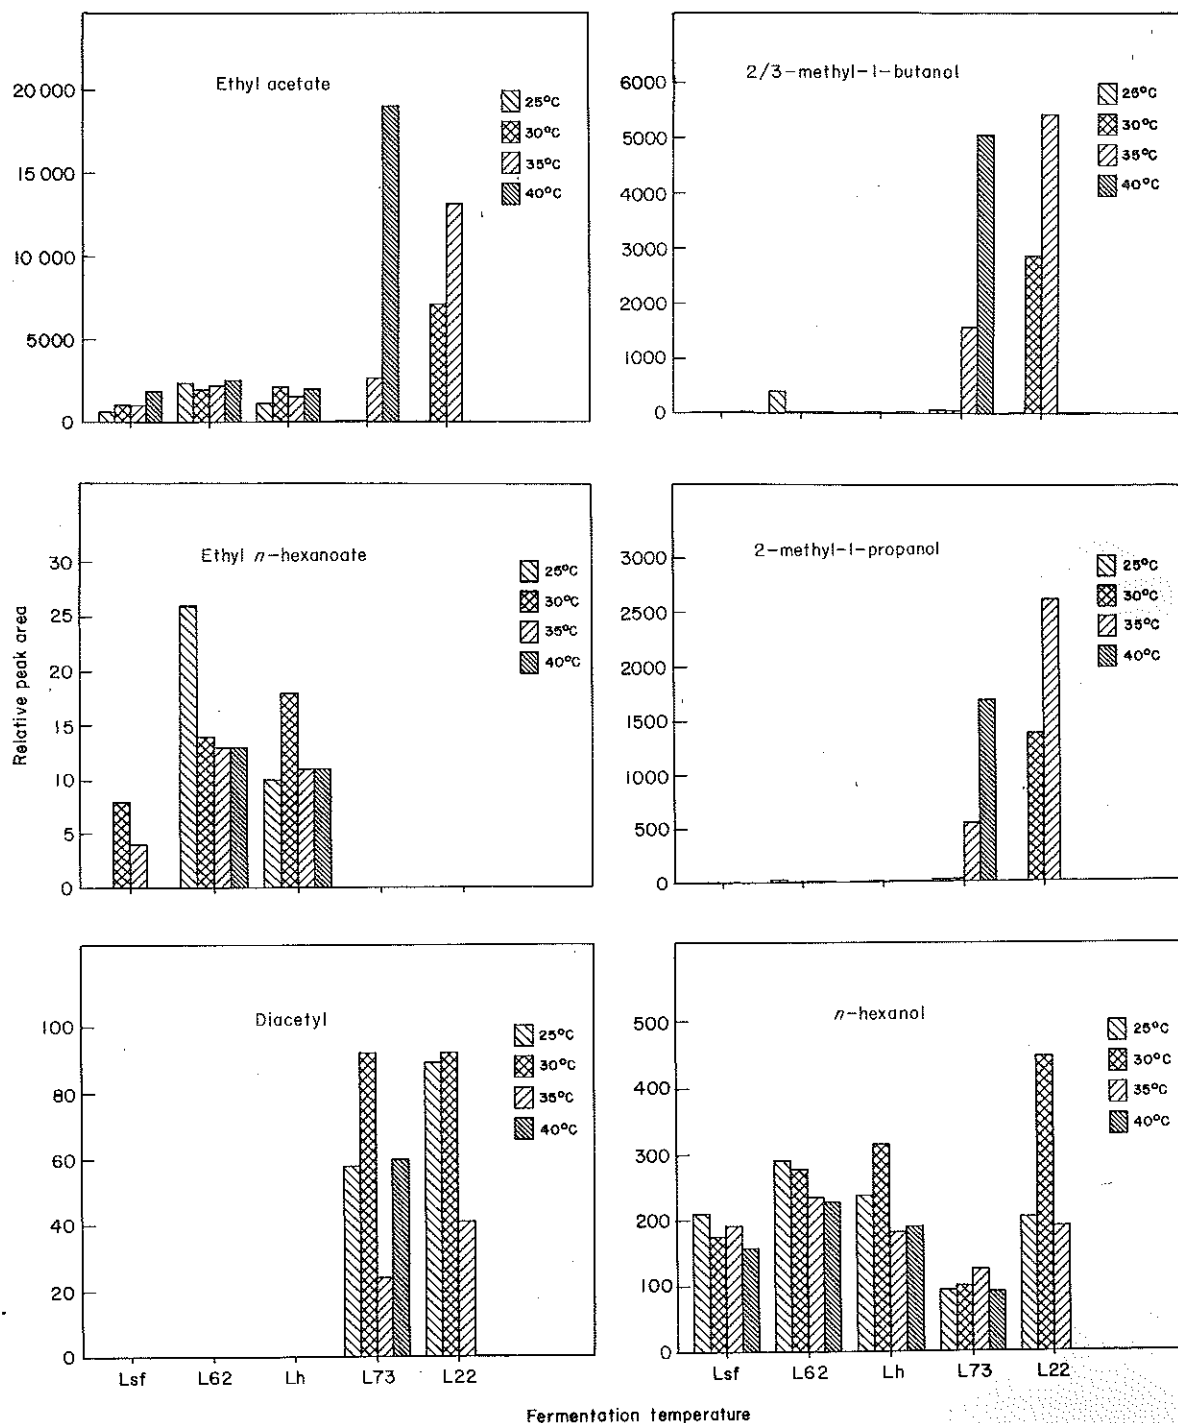 Ethyl acetate
20 000
15 000
10 000
5000
0
25°C
30°C
35°C
40°C
2/3-methyl-1-butanol
6000
5000
4000
3000
2000
1000
0
25°C
30°C
35°C
40°C
Relative peak area
Ethyl n-hexanoate
30
25
20
15
10
5
0
25°C
30°C
35°C
40°C
2-methyl-1-propanol
3000
2500
2000
1500
1000
500
0
25°C
30°C
35°C
40°C
Diacetyl
100
80
60
40
20
0
25°C
30°C
35°C
40°C
Lsf L62 Lh L73 L22
n-hexanol
500
400
300
200
100
0
25°C
30°C
35°C
40°C
Lsf L62 Lh L73 L22
Fermentation temperature